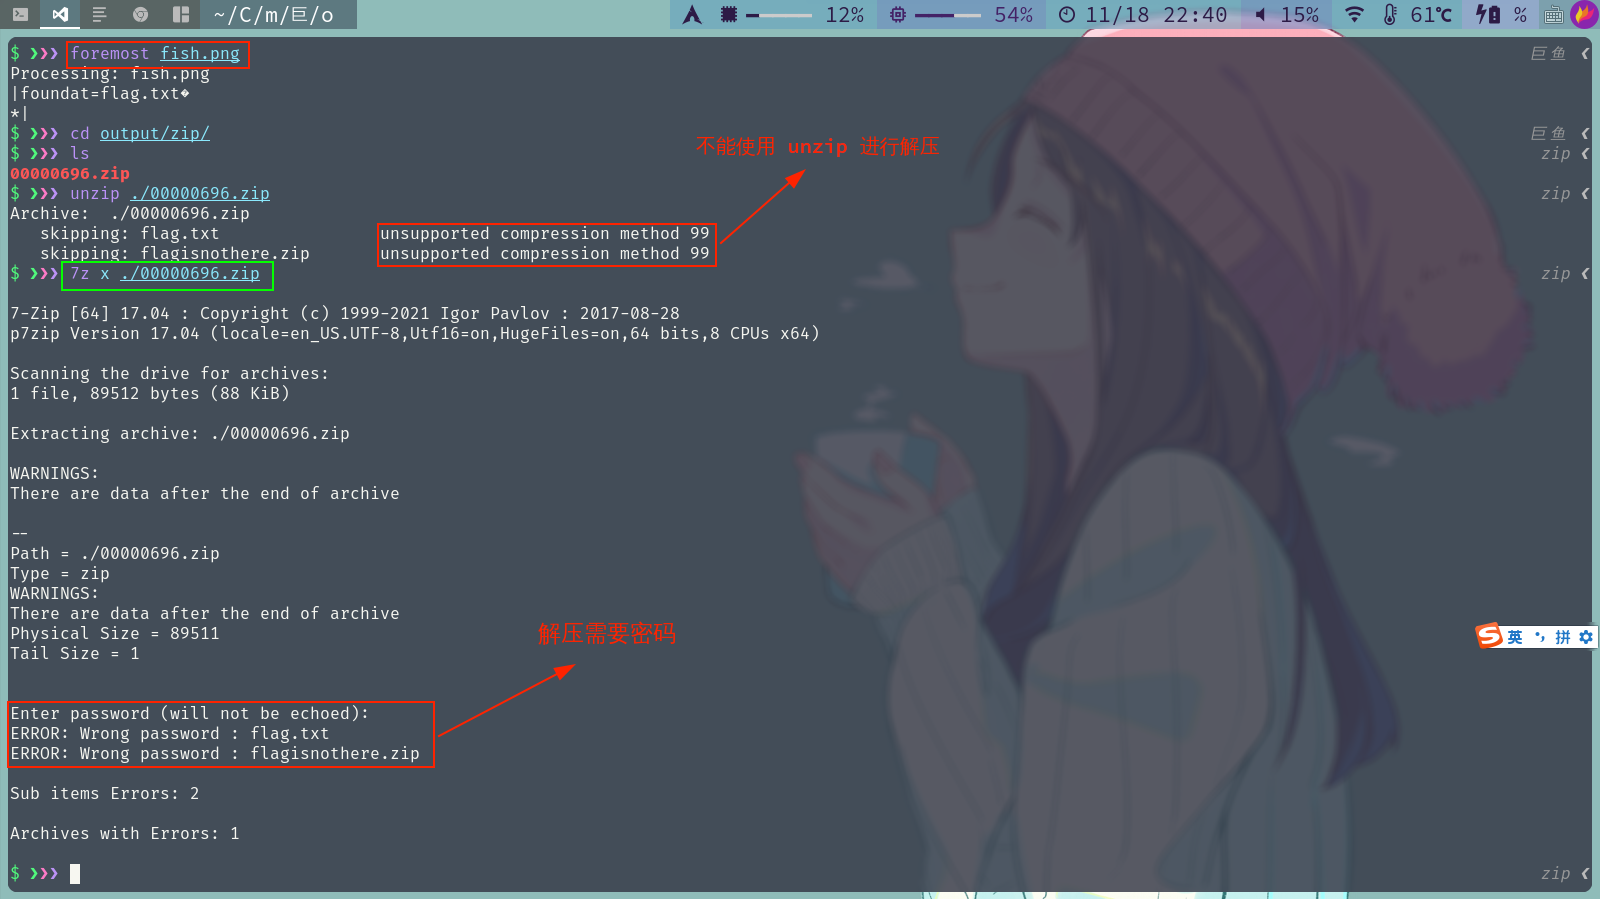 ~/C/m/巨/o
12%
54%
11/18 22:40
15%
61℃
%
$ ❯❯❯ foremost fish.png
巨鱼 ❮
Processing: fish.png
|foundat=flag.txt�
*|
$ ❯❯❯ cd output/zip/
巨鱼 ❮
$ ❯❯❯ ls
zip ❮
不能使用 unzip 进行解压
00000696.zip
$ ❯❯❯ unzip ./00000696.zip
zip ❮
Archive:  ./00000696.zip
skipping: flag.txt unsupported compression method 99
skipping: flagisnothere.zip unsupported compression method 99
$ ❯❯❯ 7z x ./00000696.zip
zip ❮
7-Zip [64] 17.04 : Copyright (c) 1999-2021 Igor Pavlov : 2017-08-28
p7zip Version 17.04 (locale=en_US.UTF-8,Utf16=on,HugeFiles=on,64 bits,8 CPUs x64)
Scanning the drive for archives:
1 file, 89512 bytes (88 KiB)
Extracting archive: ./00000696.zip
WARNINGS:
There are data after the end of archive
--
Path = ./00000696.zip
Type = zip
WARNINGS:
There are data after the end of archive
Physical Size = 89511
Tail Size = 1
解压需要密码
英 拼
Enter password (will not be echoed):
ERROR: Wrong password : flag.txt
ERROR: Wrong password : flagisnothere.zip
Sub items Errors: 2
Archives with Errors: 1
$ ❯❯❯
zip ❮